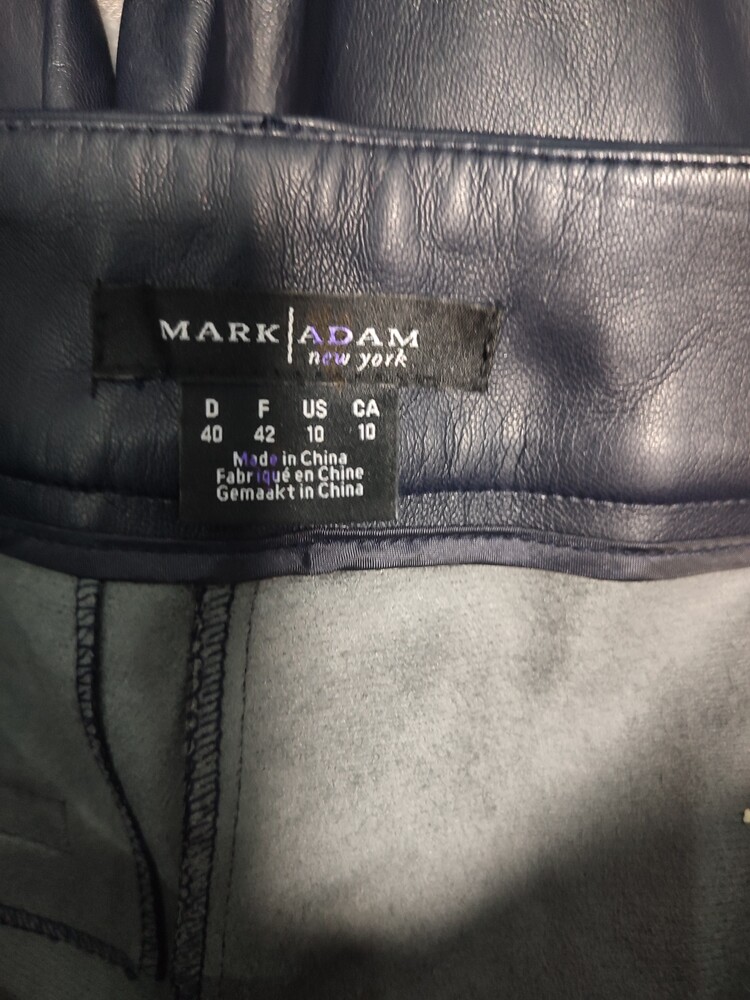 MARK|ADAM
new york
D F US CA
40 42 10 10
Made in China
Fabriqué en Chine
Gemaakt in China